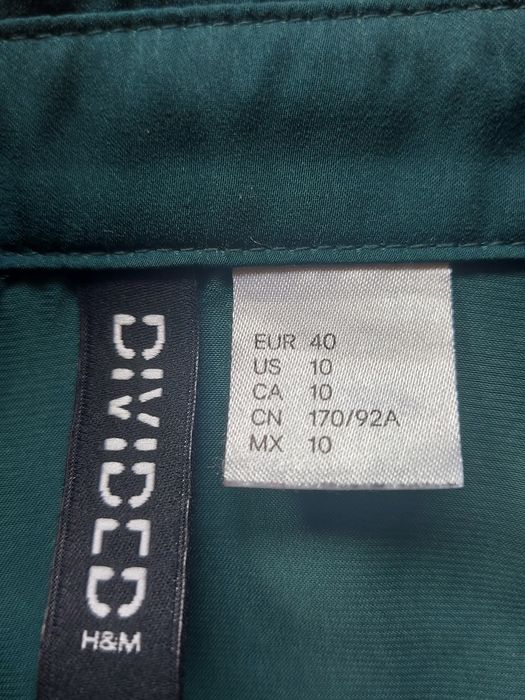 DIVIDED
H&M
EUR 40
US 10
CA 10
CN 170/92A
MX 10